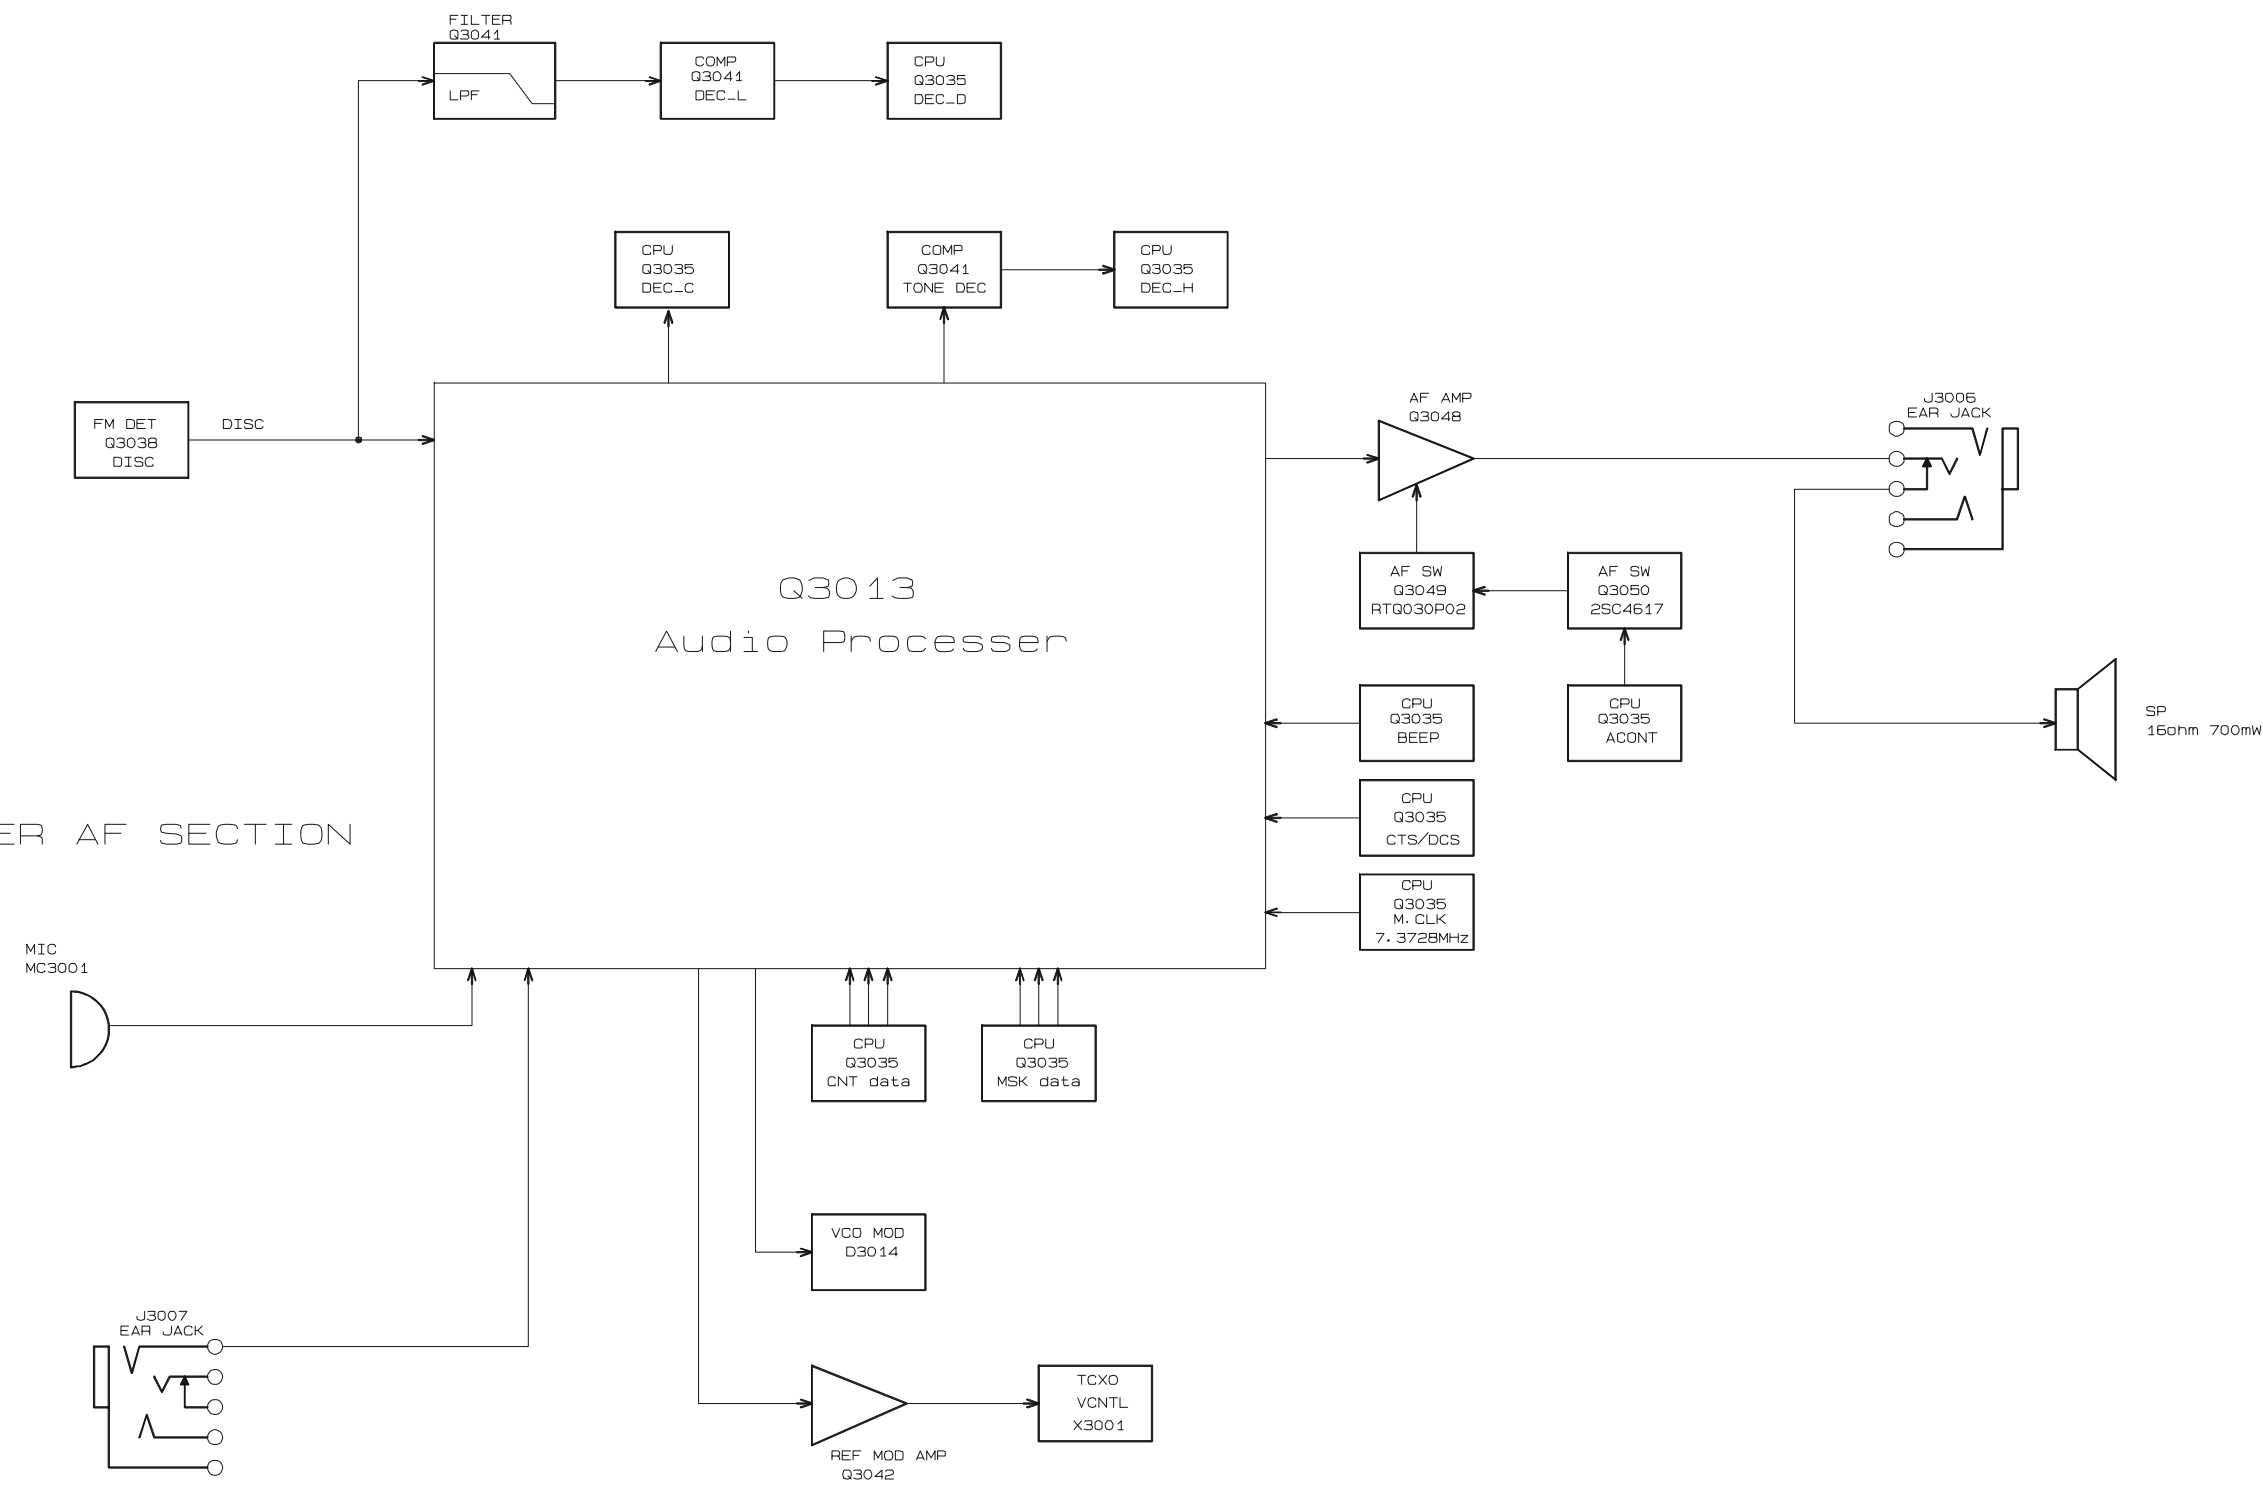 FILTER
Q3041
LPF
COMP
Q3041
DEC_L
CPU
Q3035
DEC_D
CPU
Q3035
DEC_C
COMP
Q3041
TONE DEC
CPU
Q3035
DEC_H
FM DET
Q3038
DISC
DISC
AF AMP
Q3048
J3006
EAR JACK
Q3013
Audio Processer
AF SW
Q3049
RTQ030P02
AF SW
Q3050
2SC4617
CPU
Q3035
BEEP
CPU
Q3035
ACONT
SP
16ohm 700mW
CPU
Q3035
CTS/DCS
ER AF SECTION
CPU
Q3035
M.CLK
7.3728MHz
MIC
MC3001
CPU
Q3035
CNT data
CPU
Q3035
MSK data
VCO MOD
D3014
J3007
EAR JACK
TCXO
VCNTL
X3001
REF MOD AMP
Q3042